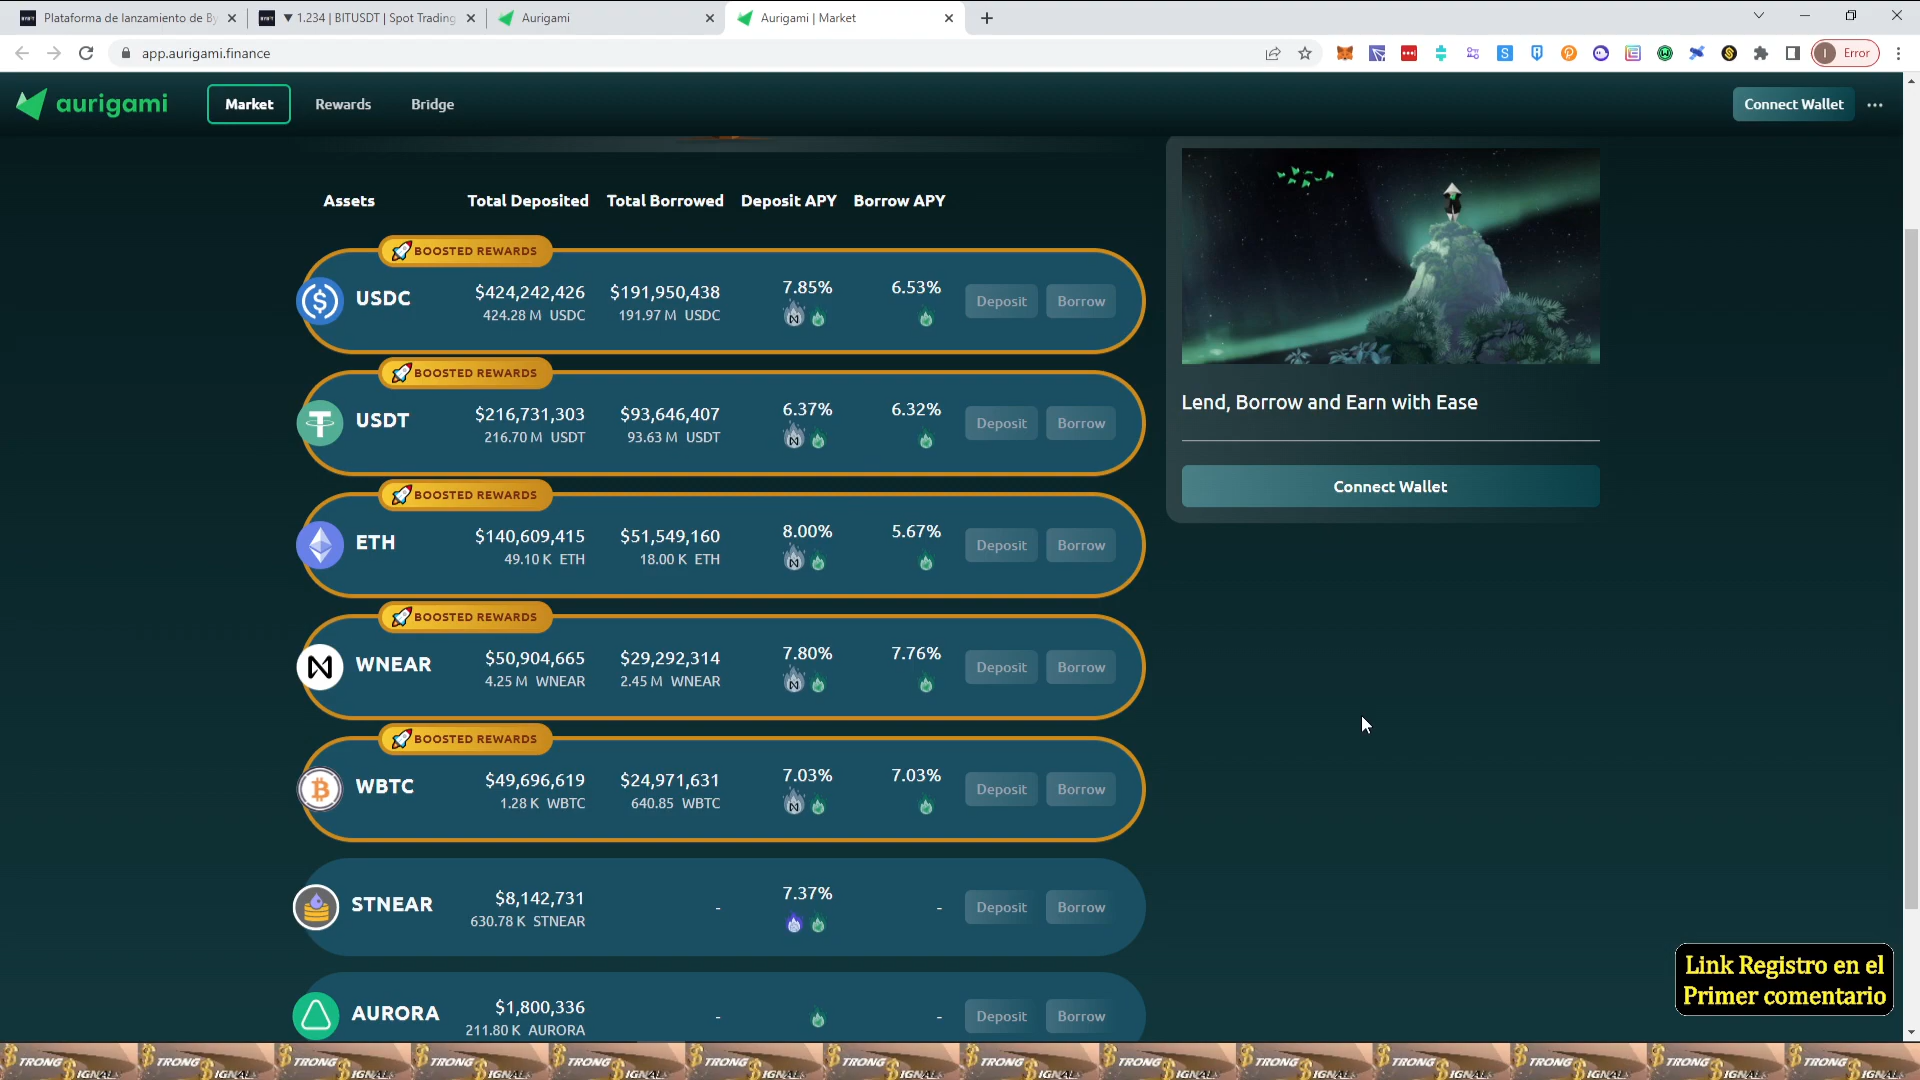 Plataforma de lanzamiento de By
▼ 1.234 | BITUSDT | Spot Trading
Aurigami
Aurigami | Market
app.aurigami.finance
Error
aurigami
Market
Rewards
Bridge
Connect Wallet
Assets
Total Deposited
Total Borrowed
Deposit APY
Borrow APY
BOOSTED REWARDS
USDC
$424,242,426
$191,950,438
7.85%
6.53%
Deposit
Borrow
424.28 M USDC
191.97 M USDC
BOOSTED REWARDS
USDT
$216,731,303
$93,646,407
6.37%
6.32%
Deposit
Borrow
216.70 M USDT
93.63 M USDT
BOOSTED REWARDS
ETH
$140,609,415
$51,549,160
8.00%
5.67%
Deposit
Borrow
49.10 K ETH
18.00 K ETH
BOOSTED REWARDS
WNEAR
$50,904,665
$29,292,314
7.80%
7.76%
Deposit
Borrow
4.25 M WNEAR
2.45 M WNEAR
BOOSTED REWARDS
WBTC
$49,696,619
$24,971,631
7.03%
7.03%
Deposit
Borrow
1.28 K WBTC
640.85 WBTC
STNEAR
$8,142,731
-
7.37%
-
Deposit
Borrow
630.78 K STNEAR
AURORA
$1,800,336
-
-
Deposit
Borrow
211.80 K AURORA
Lend, Borrow and Earn with Ease
Connect Wallet
Link Registro en el
Primer comentario